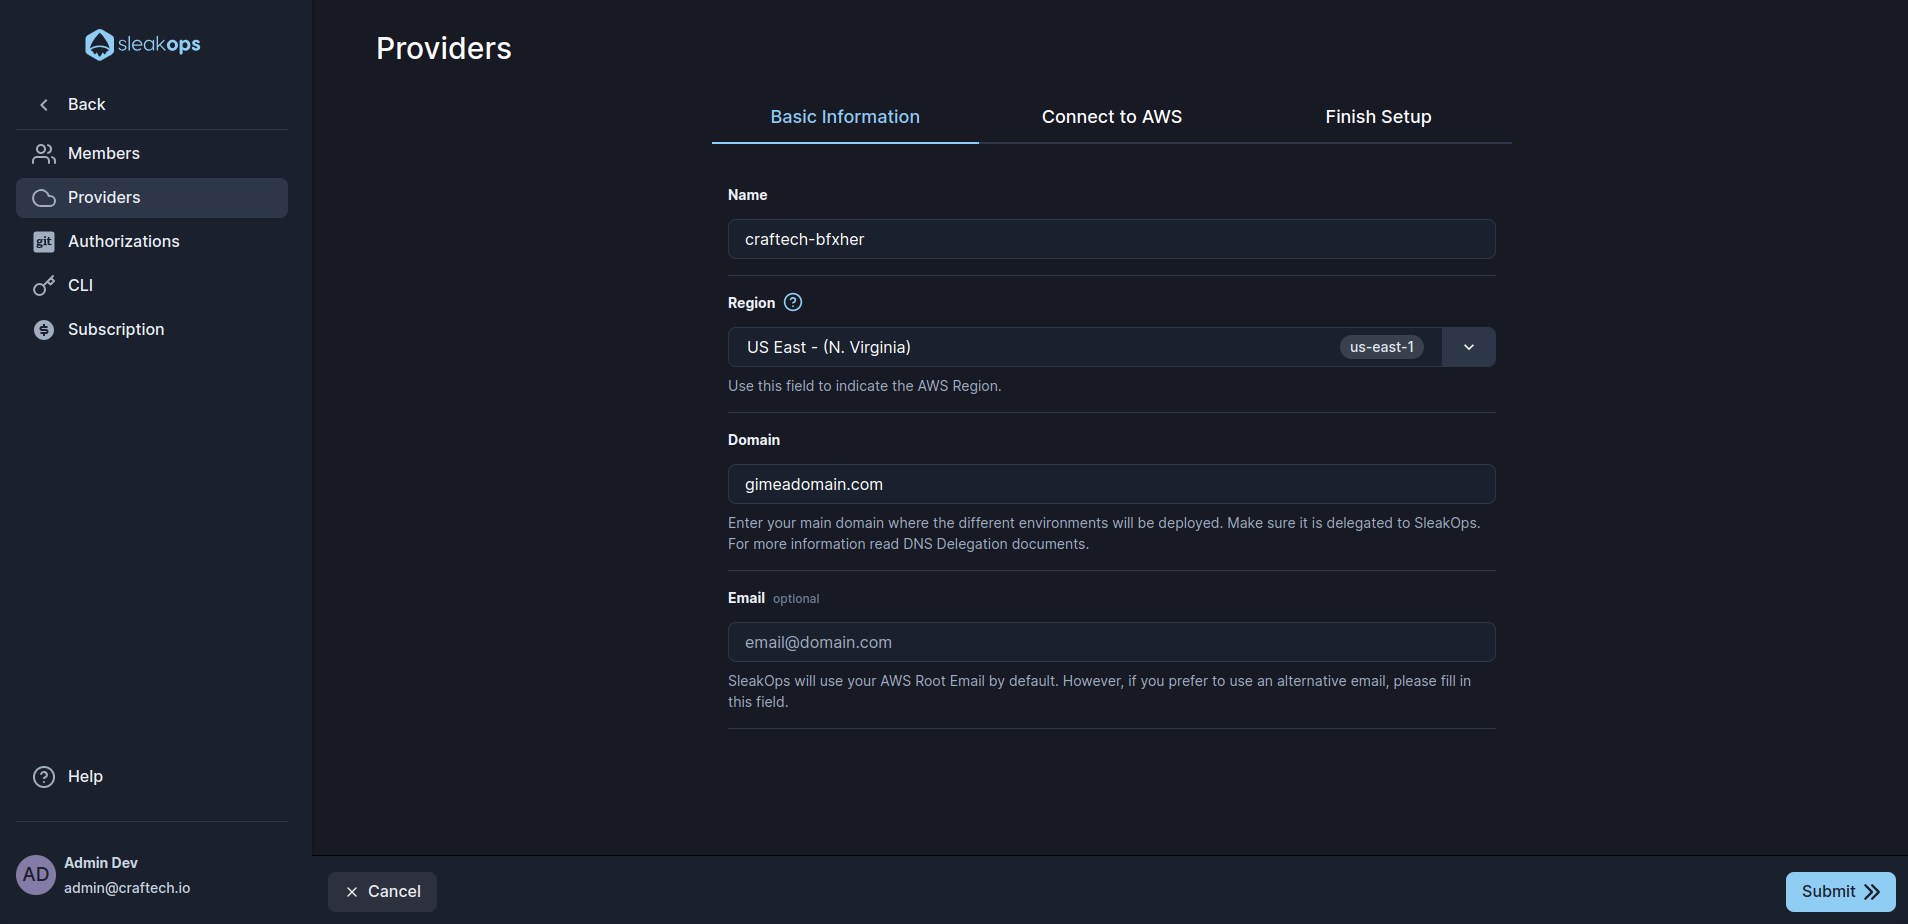 sleakops
Back
Members
Providers
git
Authorizations
CLI
Subscription
Help
AD
Admin Dev
admin@craftech.io
Providers
Basic Information
Connect to AWS
Finish Setup
Name
craftech-bfxher
Region ?
US East - (N. Virginia)
us-east-1
Use this field to indicate the AWS Region.
Domain
gimeadomain.com
Enter your main domain where the different environments will be deployed. Make sure it is delegated to SleakOps.
For more information read DNS Delegation documents.
Email optional
email@domain.com
SleakOps will use your AWS Root Email by default. However, if you prefer to use an alternative email, please fill in
this field.
Cancel
Submit